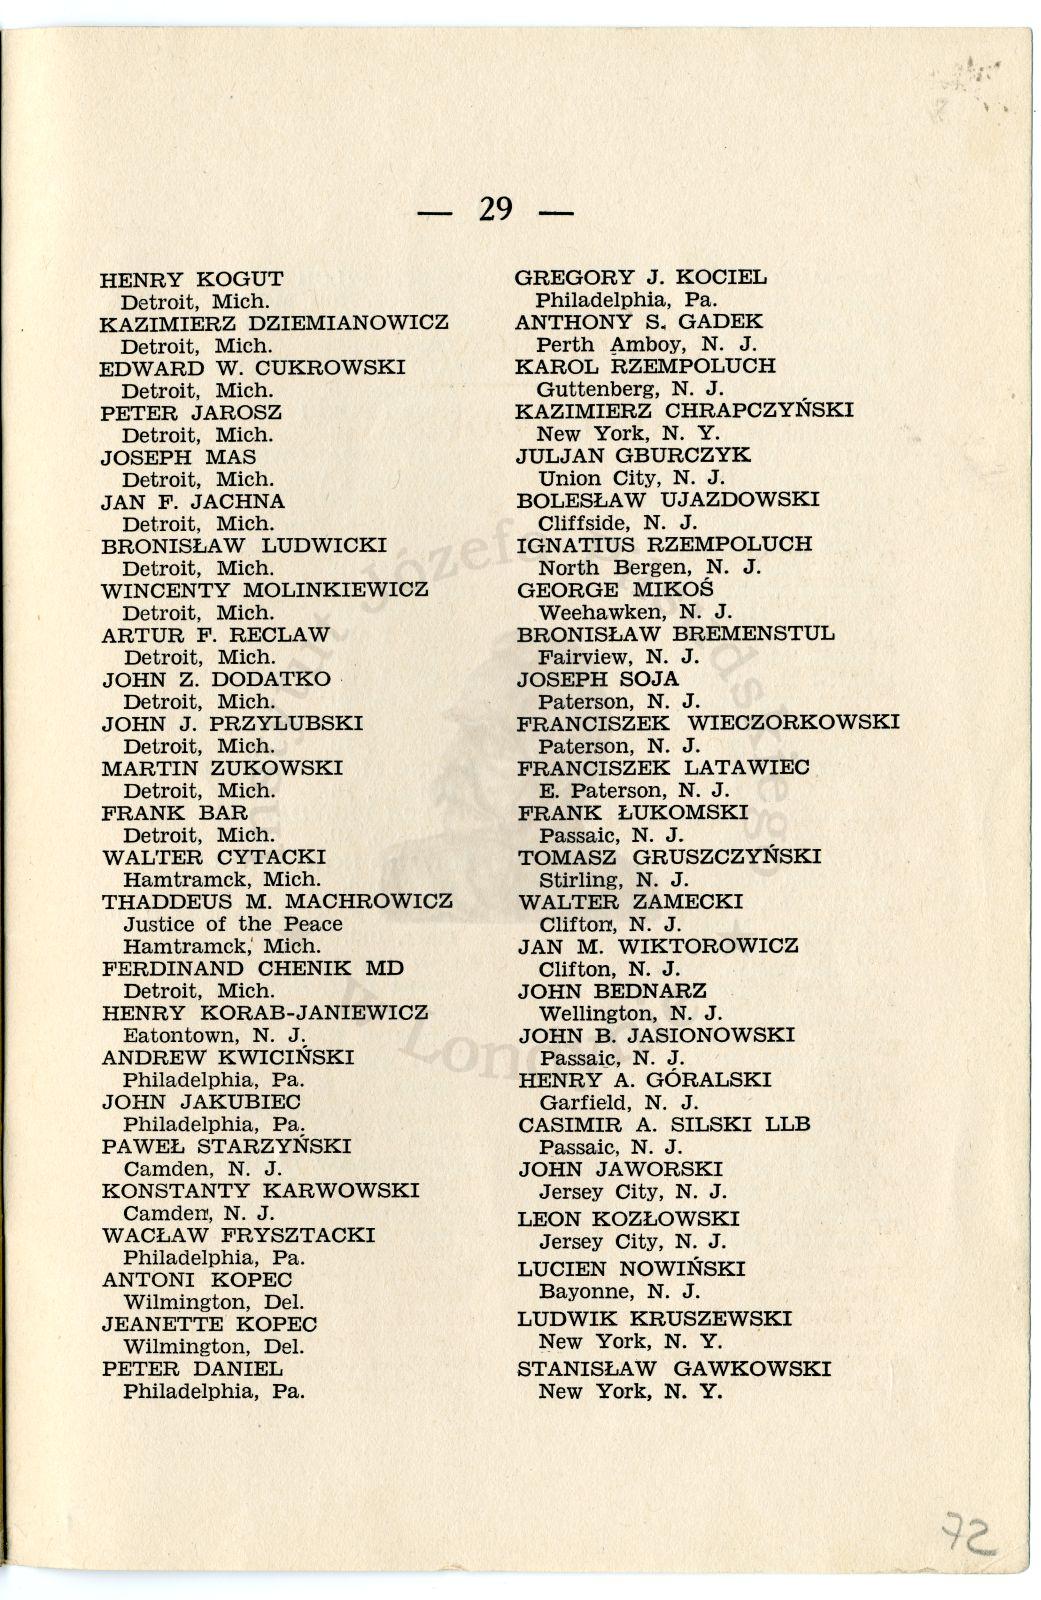 — 29 —
HENRY KOGUT
Detroit, Mich.
KAZIMIERZ DZIEMIANOWICZ
Detroit, Mich.
EDWARD W. CUKROWSKI
Detroit, Mich.
PETER JAROSZ
Detroit, Mich.
JOSEPH MAS
Detroit, Mich.
JAN F. JACHNA
Detroit, Mich.
BRONISŁAW LUDWICKI
Detroit, Mich.
WINCENTY MOLINKIEWICZ
Detroit, Mich.
ARTUR F. RECLAW
Detroit, Mich.
JOHN Z. DODATKO
Detroit, Mich.
JOHN J. PRZYLUBSKI
Detroit, Mich.
MARTIN ZUKOWSKI
Detroit, Mich.
FRANK BAR
Detroit, Mich.
WALTER CYTACKI
Hamtramck, Mich.
THADDEUS M. MACHROWICZ
Justice of the Peace
Hamtramck, Mich.
FERDINAND CHENIK MD
Detroit, Mich.
HENRY KORAB-JANIEWICZ
Eatontown, N. J.
ANDREW KWICIŃSKI
Philadelphia, Pa.
JOHN JAKUBIEC
Philadelphia, Pa.
PAWEŁ STARZYŃSKI
Camden, N. J.
KONSTANTY KARWOWSKI
Camden, N. J.
WACŁAW FRYSZTACKI
Philadelphia, Pa.
ANTONI KOPEC
Wilmington, Del.
JEANETTE KOPEC
Wilmington, Del.
PETER DANIEL
Philadelphia, Pa.
GREGORY J. KOCIEL
Philadelphia, Pa.
ANTHONY S. GADEK
Perth Amboy, N. J.
KAROL RZEMPOLUCH
Guttenberg, N. J.
KAZIMIERZ CHRAPCZYŃSKI
New York, N. Y.
JULJAN GBURCZYK
Union City, N. J.
BOLESŁAW UJAZDOWSKI
Cliffside, N. J.
IGNATIUS RZEMPOLUCH
North Bergen, N. J.
GEORGE MIKOŚ
Weehawken, N. J.
BRONISŁAW BREMENSTUL
Fairview, N. J.
JOSEPH SOJA
Paterson, N. J.
FRANCISZEK WIECZORKOWSKI
Paterson, N. J.
FRANCISZEK LATAWIEC
E. Paterson, N. J.
FRANK ŁUKOMSKI
Passaic, N. J.
TOMASZ GRUSZCZYŃSKI
Stirling, N. J.
WALTER ZAMECKI
Clifton, N. J.
JAN M. WIKTOROWICZ
Clifton, N. J.
JOHN BEDNARZ
Wellington, N. J.
JOHN B. JASIONOWSKI
Passaic, N. J.
HENRY A. GÓRALSKI
Garfield, N. J.
CASIMIR A. SILSKI LLB
Passaic, N. J.
JOHN JAWORSKI
Jersey City, N. J.
LEON KOZŁOWSKI
Jersey City, N. J.
LUCIEN NOWIŃSKI
Bayonne, N. J.
LUDWIK KRUSZEWSKI
New York, N. Y.
STANISŁAW GAWKOWSKI
New York, N. Y.
Instytut Józefa Piłsudskiego
w Londynie
72